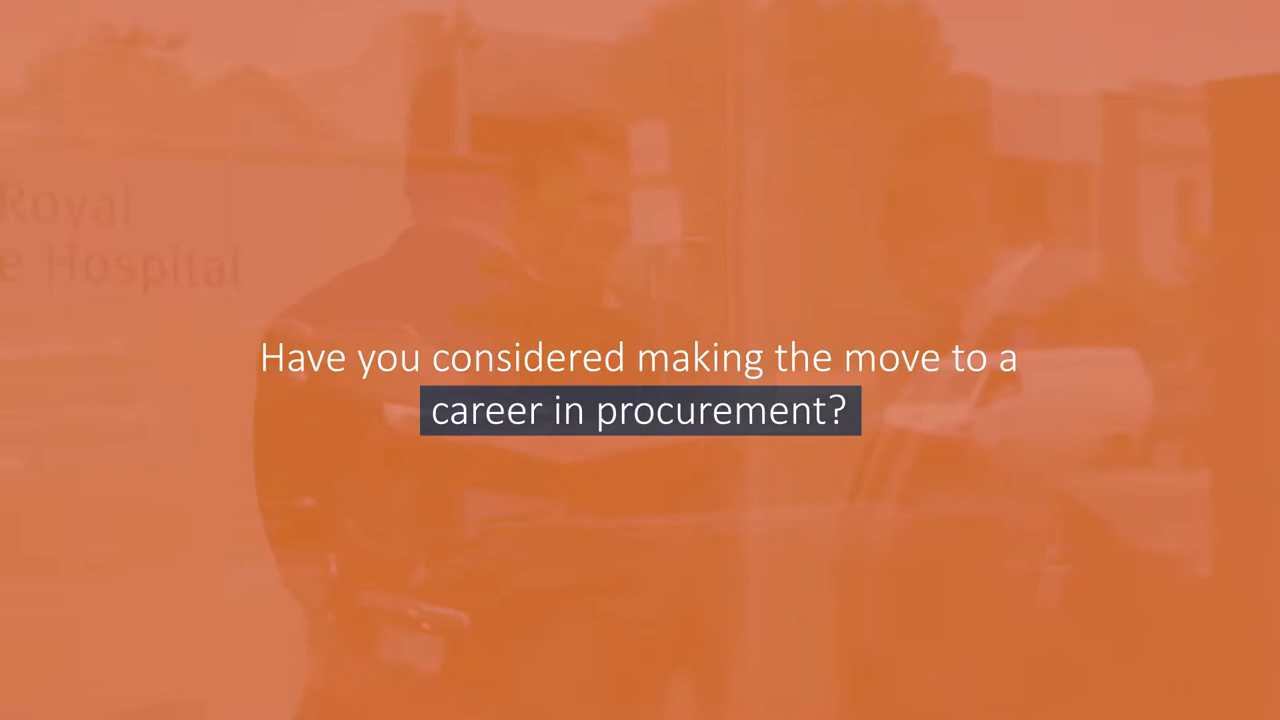 Royal
e Hospital
Have you considered making the move to a
career in procurement?